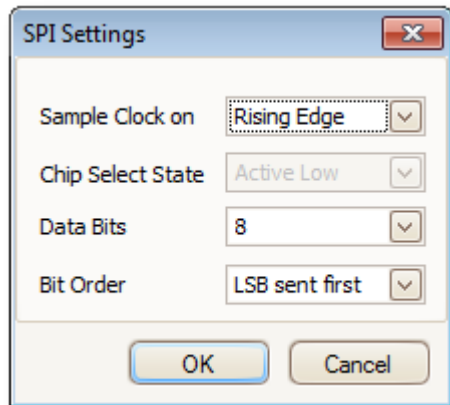 SPI Settings
Sample Clock on Rising Edge
Chip Select State Active Low
Data Bits 8
Bit Order LSB sent first
OK Cancel